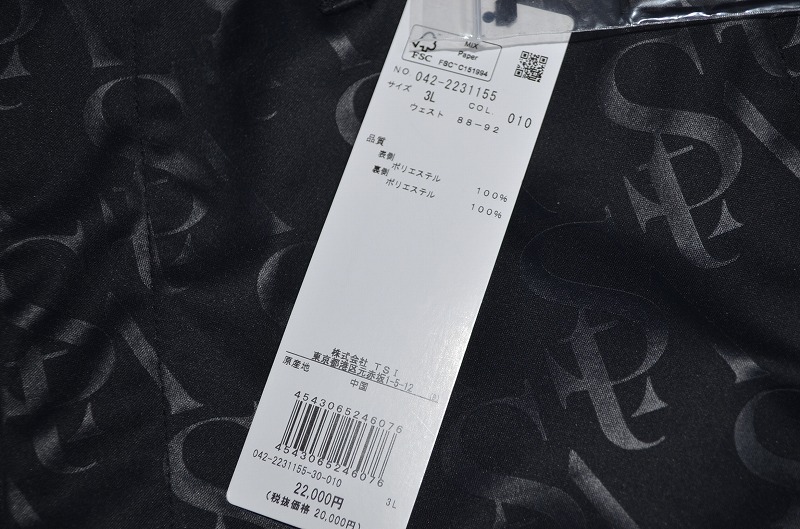 MIX
Paper
FSC
FSC™ C151994
NO 042-2231155
サイズ 3L COL. 010
ウェスト 88-92
品質
表側
ポリエステル 100%
裏側
ポリエステル 100%
株式会社 TSI
東京都港区元赤坂1-5-12
原産地 中国
4543065246076
4543065246076
042-2231155-30-010
3L
22,000円
(税抜価格 20,000円)